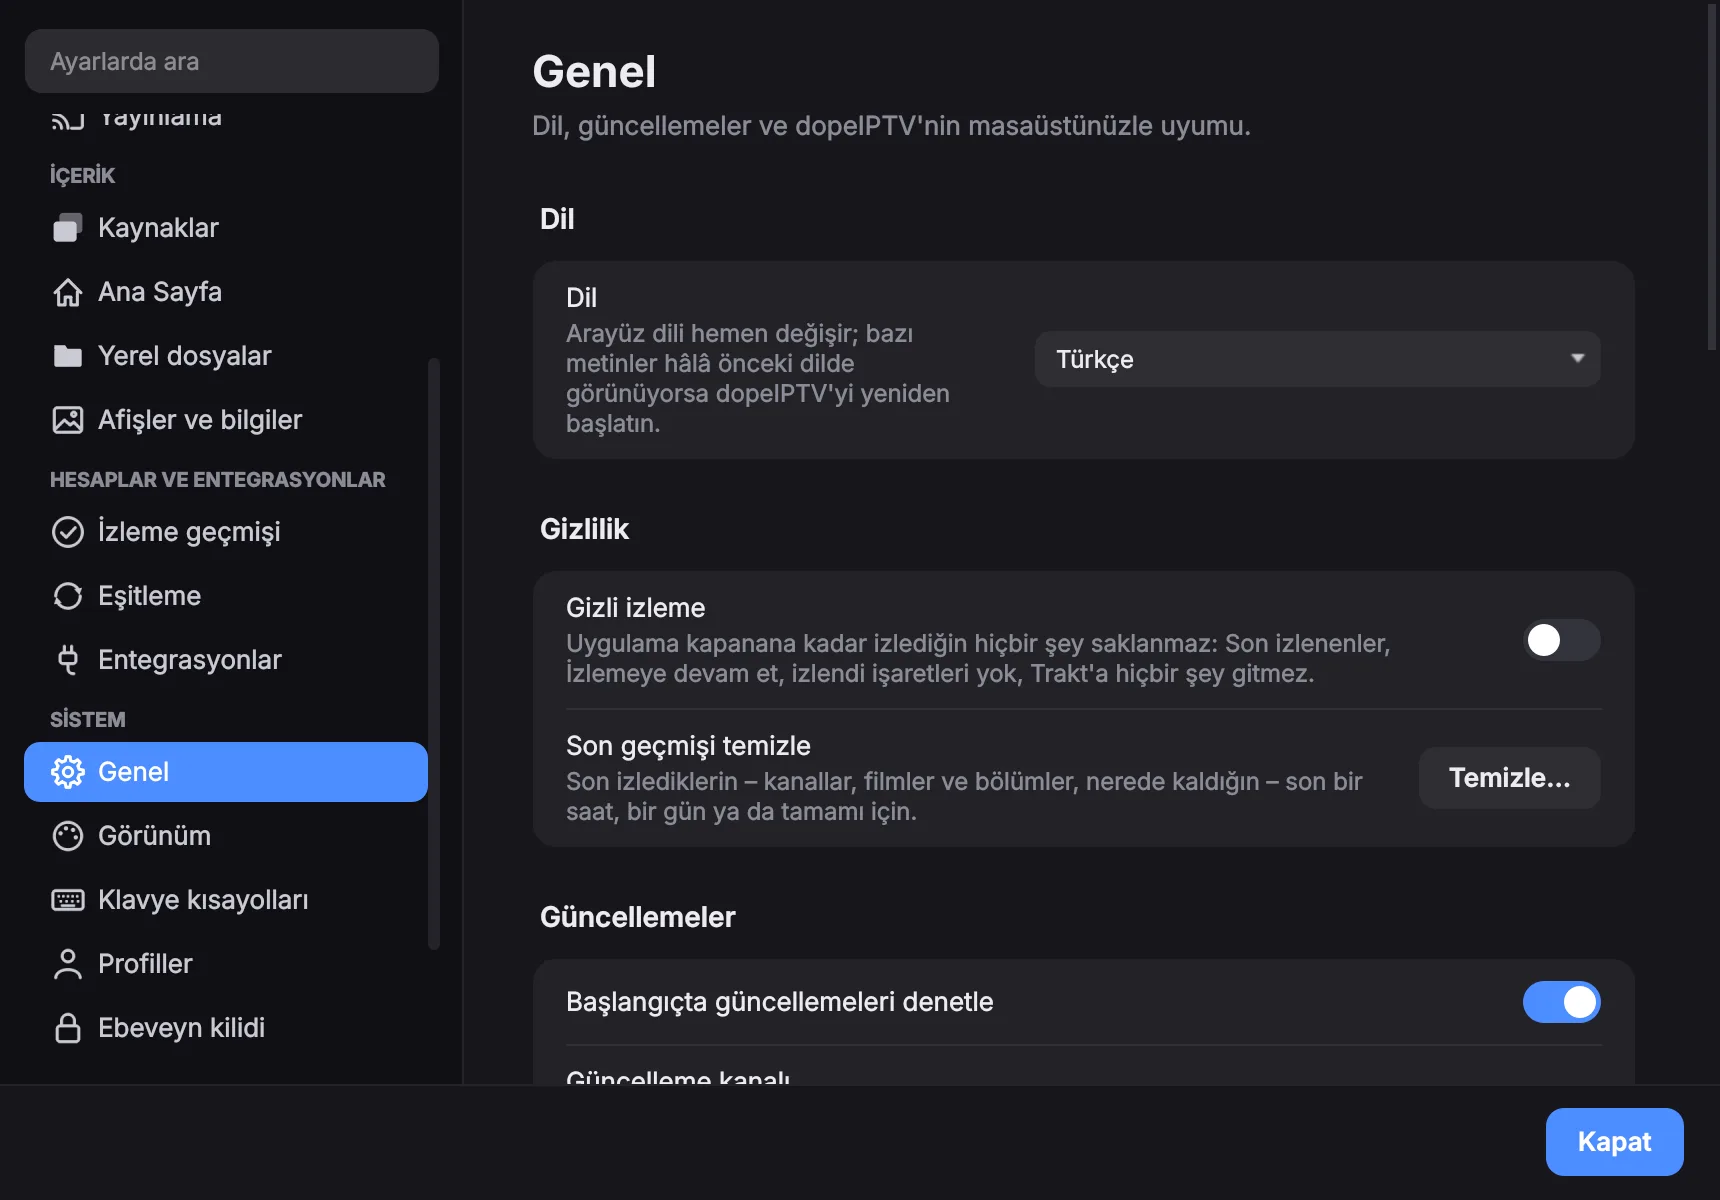 Ayarlarda ara
Yayınlama
İÇERİK
Kaynaklar
Ana Sayfa
Yerel dosyalar
Afişler ve bilgiler
HESAPLAR VE ENTEGRASYONLAR
İzleme geçmişi
Eşitleme
Entegrasyonlar
SİSTEM
Genel
Görünüm
Klavye kısayolları
Profiller
Ebeveyn kilidi
Genel
Dil, güncellemeler ve dopeIPTV'nin masaüstünüzle uyumu.
Dil
Dil
Arayüz dili hemen değişir; bazı
metinler hâlâ önceki dilde
görünüyorsa dopeIPTV'yi yeniden
başlatın.
Türkçe
Gizlilik
Gizli izleme
Uygulama kapanana kadar izlediğin hiçbir şey saklanmaz: Son izlenenler,
İzlemeye devam et, izlendi işaretleri yok, Trakt'a hiçbir şey gitmez.
Son geçmişi temizle
Son izlediklerin – kanallar, filmler ve bölümler, nerede kaldığın – son bir
saat, bir gün ya da tamamı için.
Temizle...
Güncellemeler
Başlangıçta güncellemeleri denetle
Güncelleme kanalı
Kapat